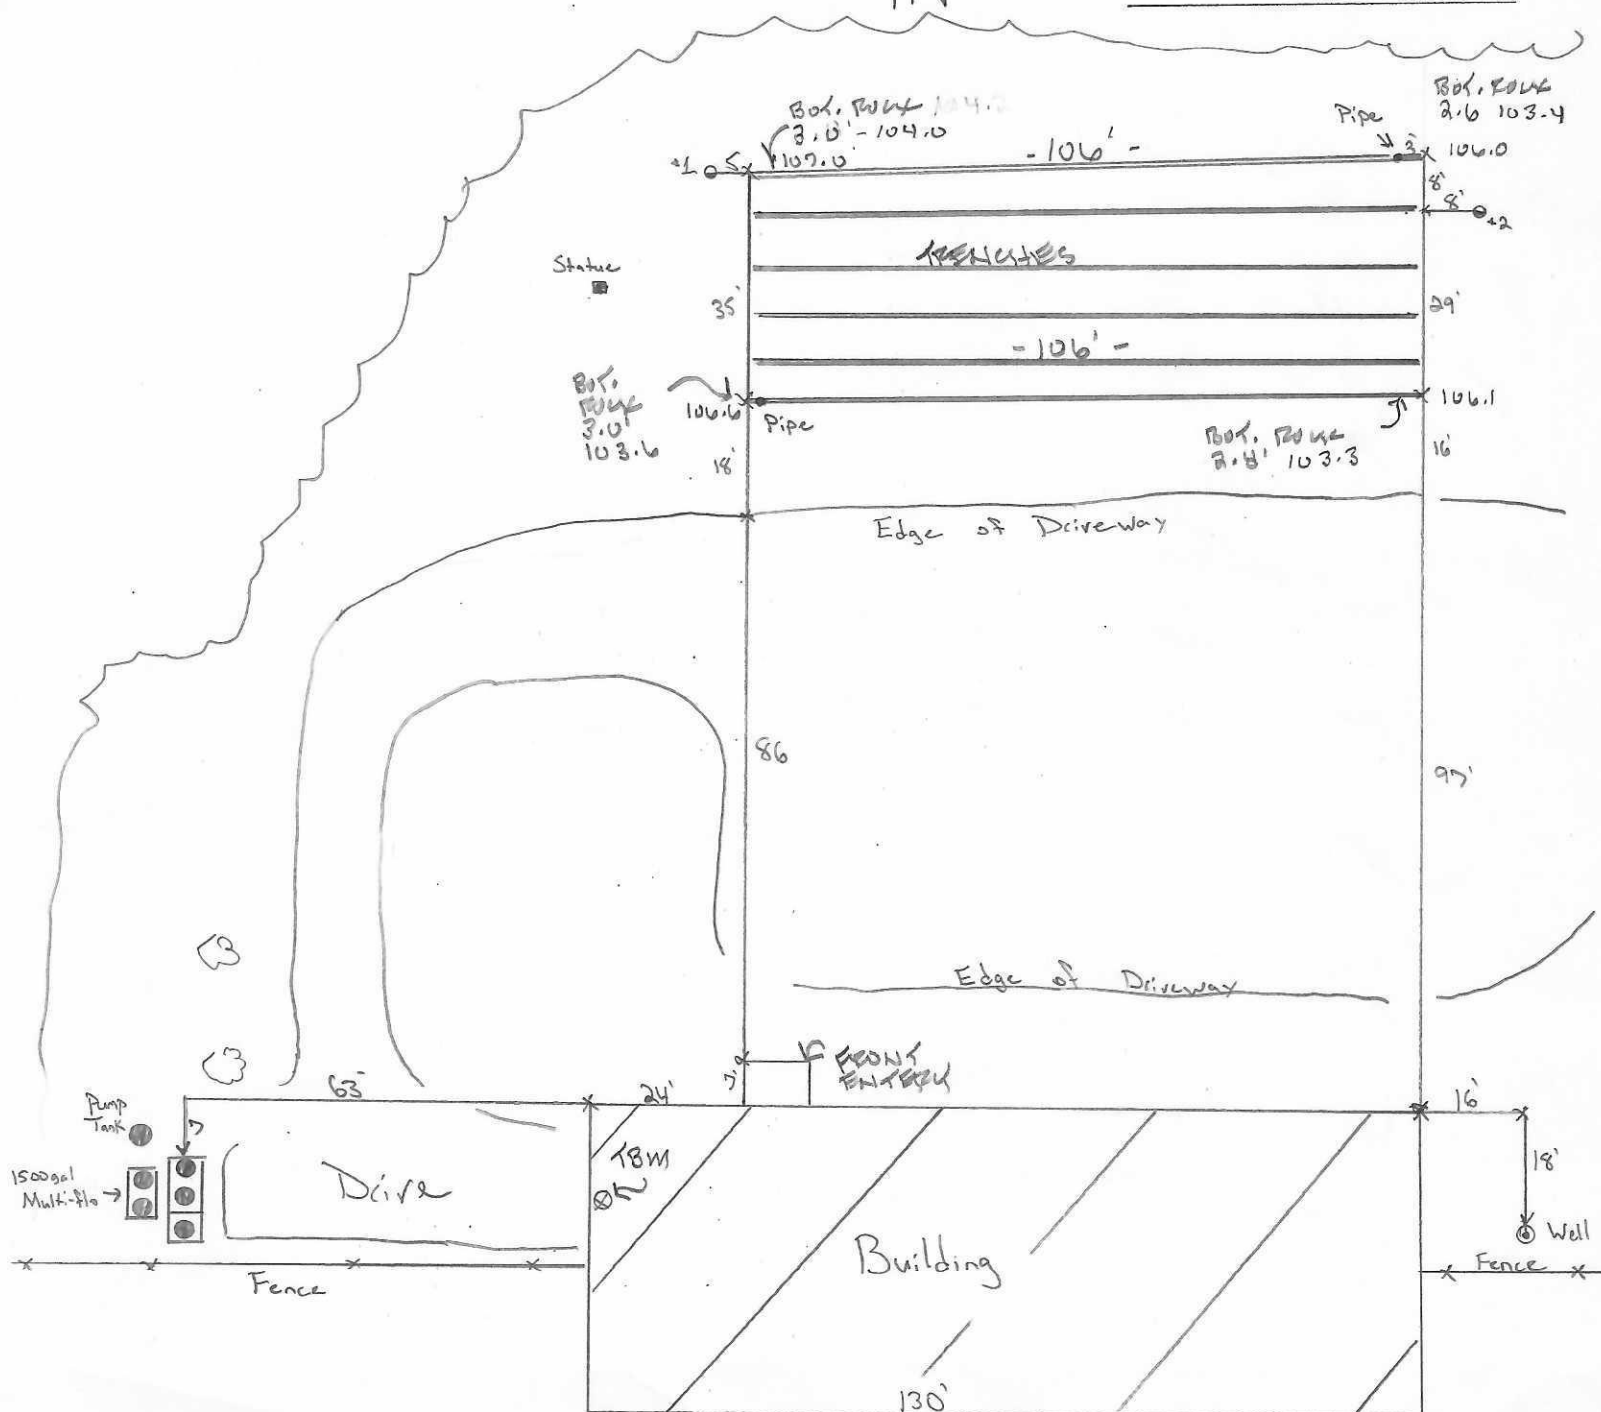 BOT. ROCK
3.0' - 104.0
107.0'
#1
5'
- 106' -
Pipe
3'
BOT. ROCK
2.6 103.4
106.0
8'
8'
#2
TRENCHES
Statue
35'
29'
- 106' -
BOT.
ROCK
3.0'
103.6
106.6
Pipe
106.1
BOT. ROCK
2.8' 103.3
18'
16'
Edge of Driveway
86
97'
Edge of Driveway
FRONT
ENTERY
7'
63'
24'
16'
Pump
Tank
7
1500gal
Multi-flo
Drive
TBM
18'
Well
Building
Fence
Fence
130'